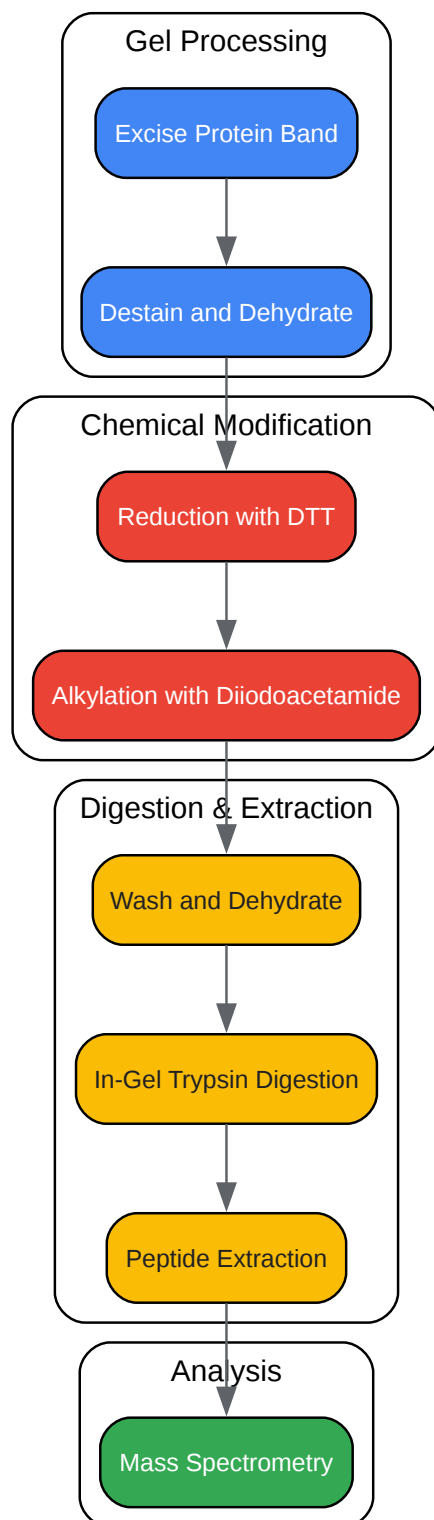 Gel Processing
Excise Protein Band
Destain and Dehydrate
Chemical Modification
Reduction with DTT
Alkylation with Diiodoacetamide
Digestion & Extraction
Wash and Dehydrate
In-Gel Trypsin Digestion
Peptide Extraction
Analysis
Mass Spectrometry